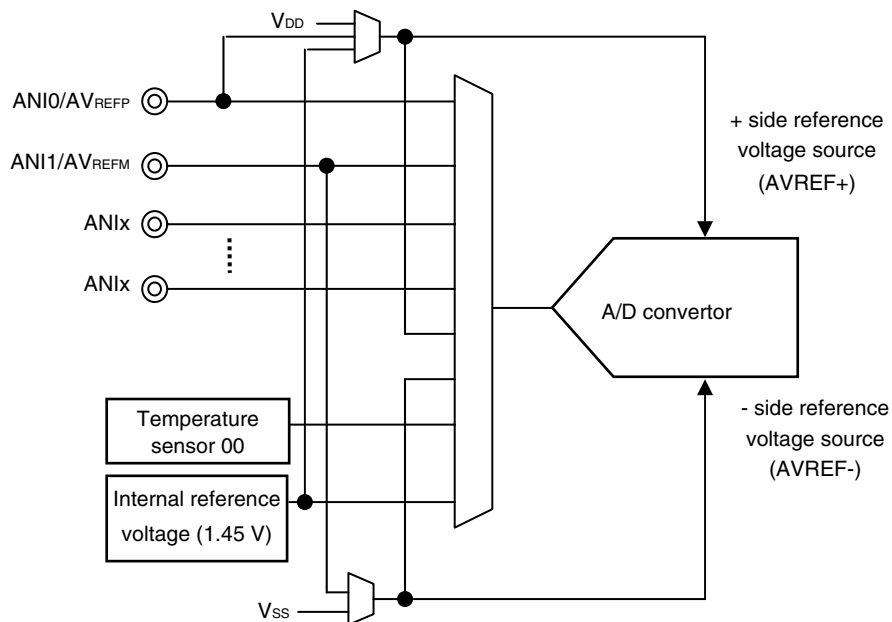 VDD
ANI0/AVREFP
ANI1/AVREFM
ANIx
ANIx
+ side reference
voltage source
(AVREF+)
A/D convertor
Temperature
sensor 00
Internal reference
voltage (1.45 V)
- side reference
voltage source
(AVREF-)
VSS